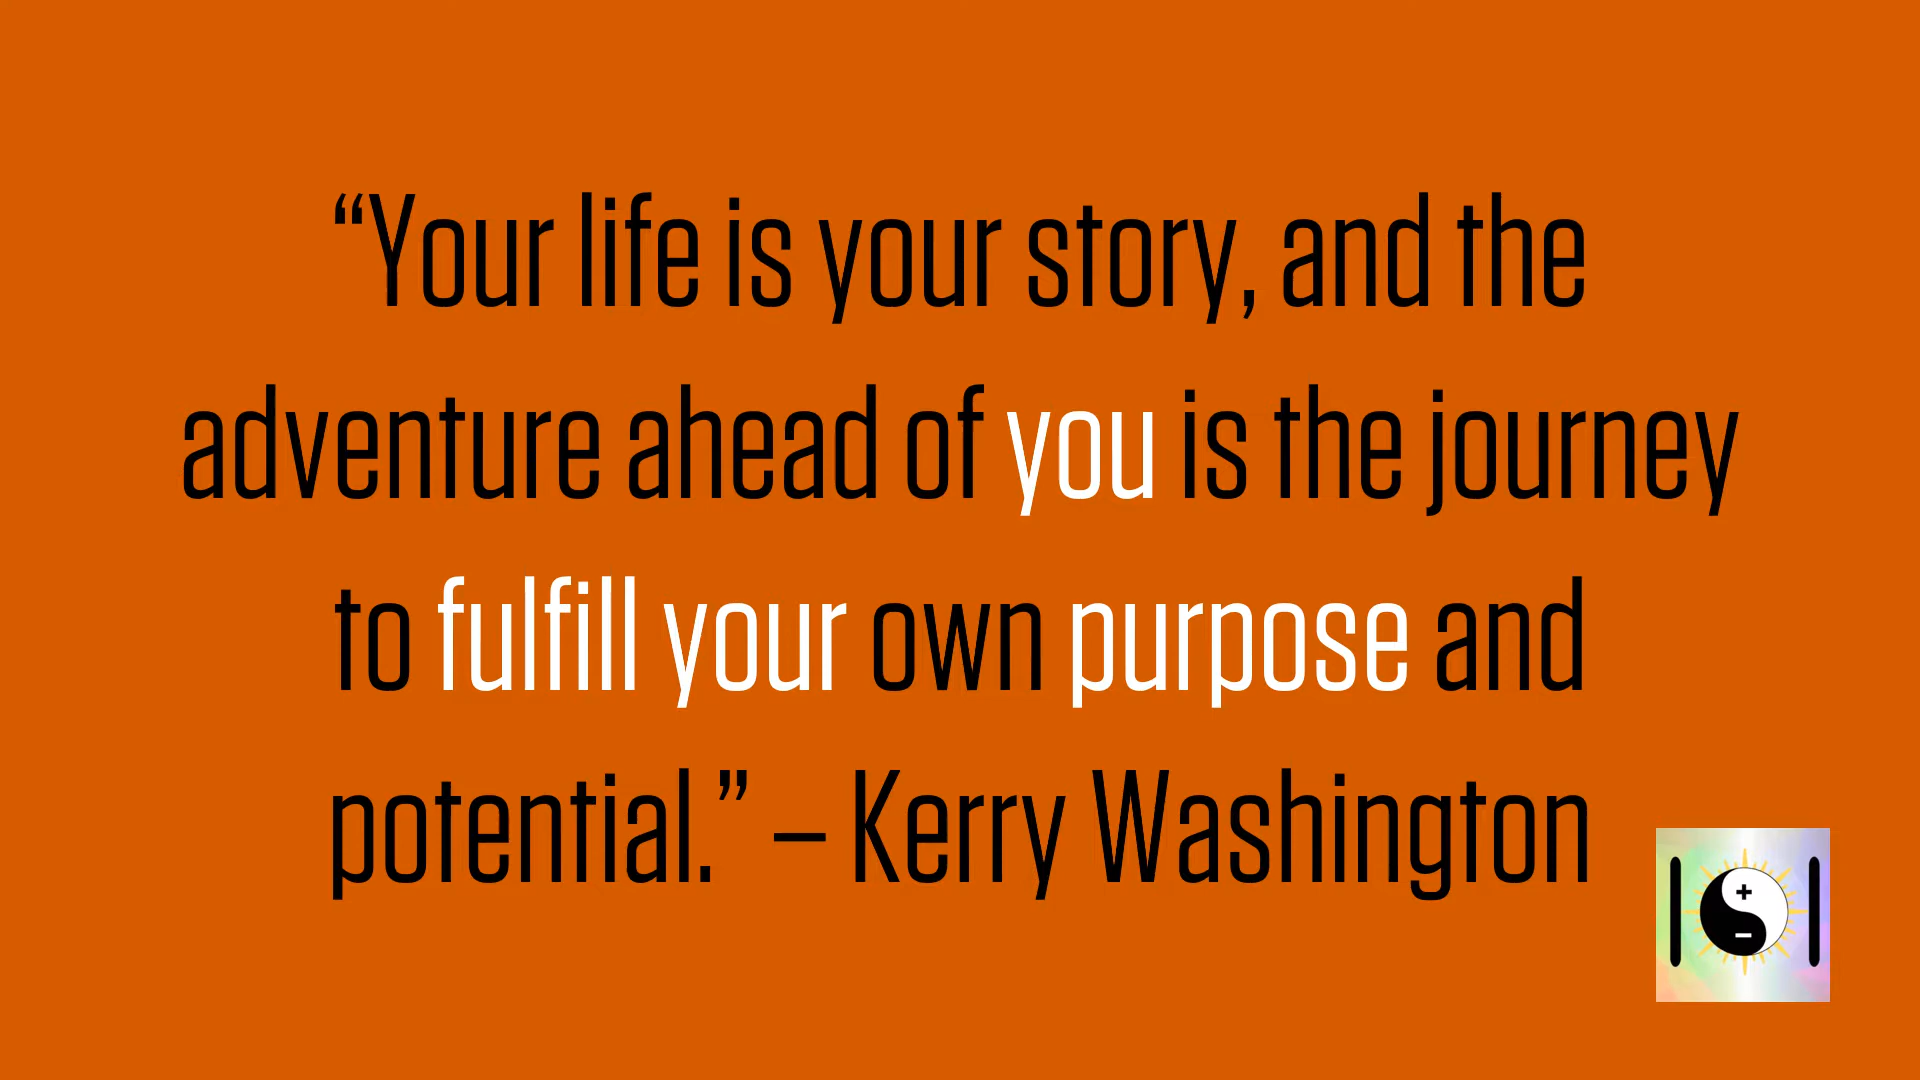 “Your life is your story, and the
adventure ahead of you is the journey
to fulfill your own purpose and
potential.” – Kerry Washington
+
–